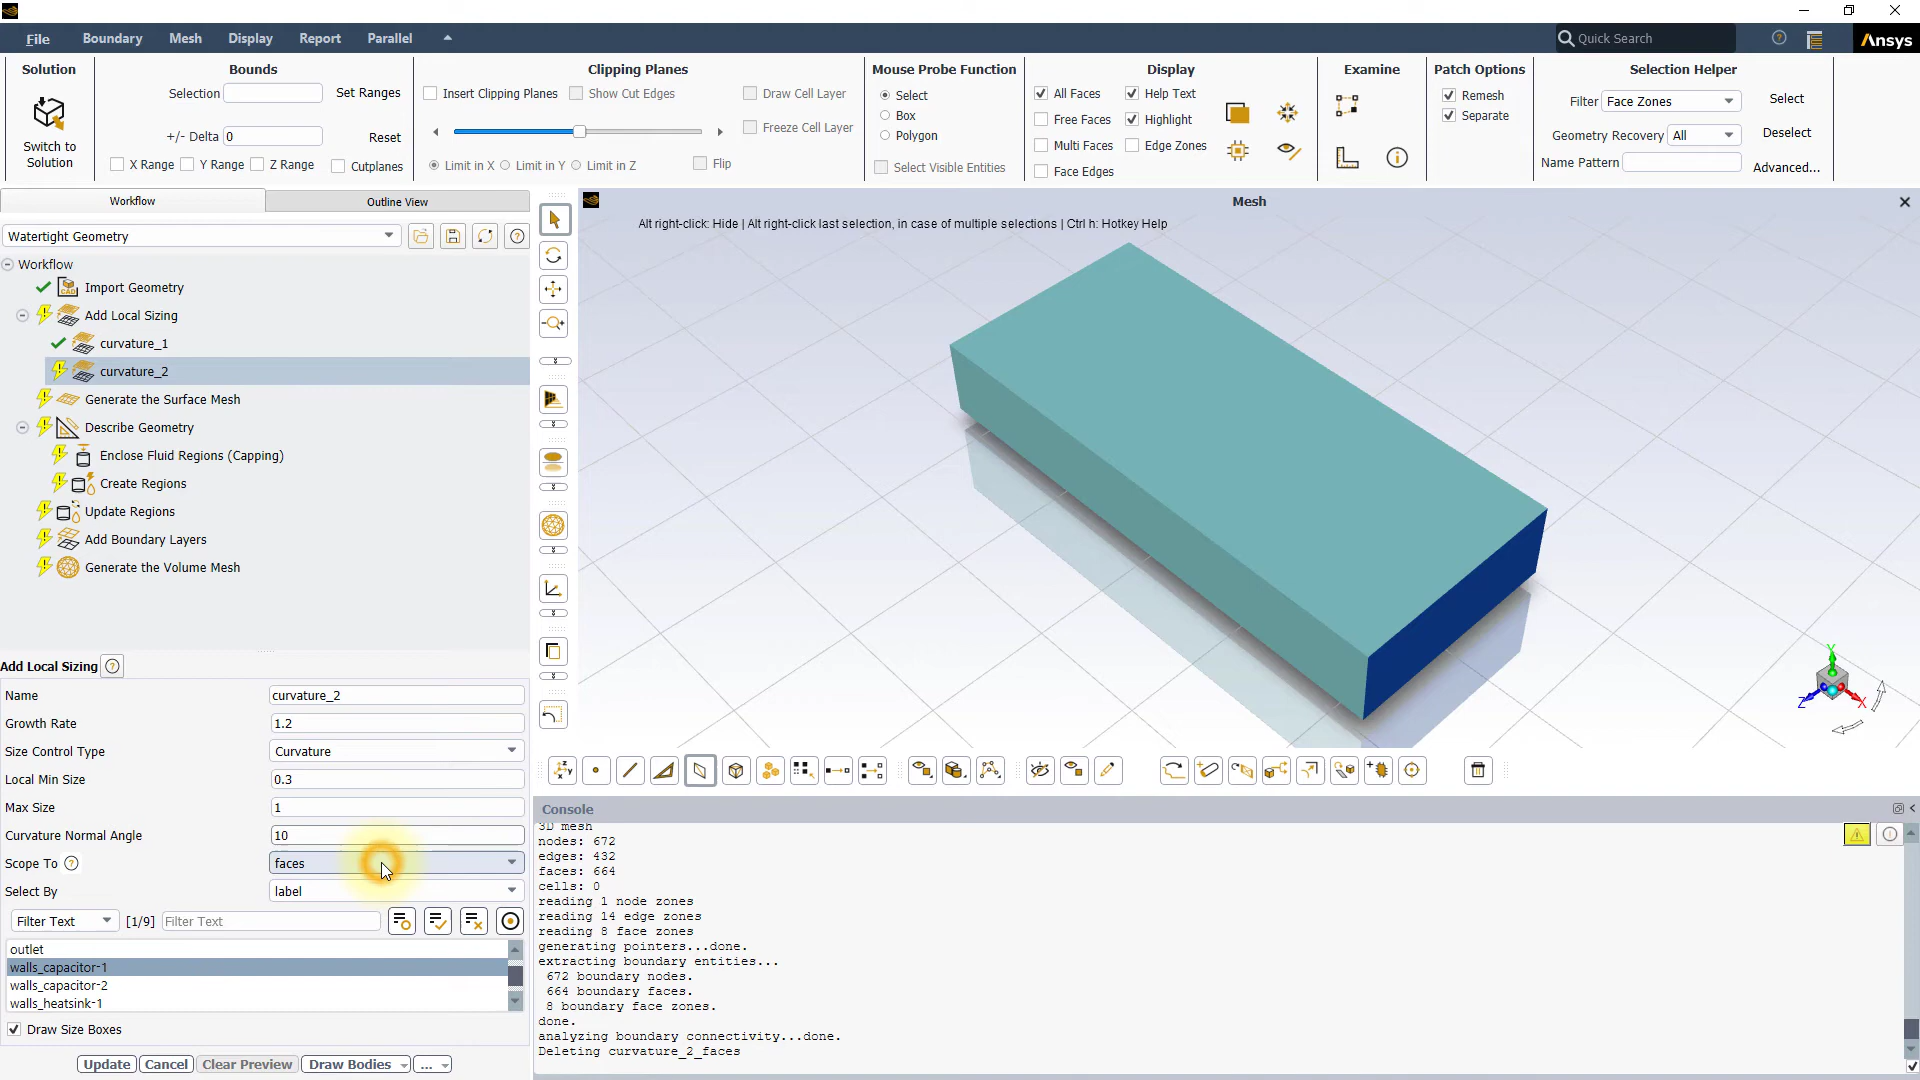 File Boundary Mesh Display Report Parallel Quick Search Ansys
Solution
Switch to
Solution
Bounds
Selection Set Ranges
+/- Delta 0 Reset
X Range Y Range Z Range Cutplanes
Clipping Planes
Insert Clipping Planes Show Cut Edges Draw Cell Layer
Freeze Cell Layer
Limit in X Limit in Y Limit in Z Flip
Mouse Probe Function
Select
Box
Polygon
Select Visible Entities
Display
All Faces Help Text
Free Faces Highlight
Multi Faces Edge Zones
Face Edges
Examine
Patch Options
Remesh
Separate
Selection Helper
Filter Face Zones Select
Geometry Recovery All Deselect
Name Pattern Advanced...
Workflow Outline View
Watertight Geometry
Workflow
Import Geometry
Add Local Sizing
curvature_1
curvature_2
Generate the Surface Mesh
Describe Geometry
Enclose Fluid Regions (Capping)
Create Regions
Update Regions
Add Boundary Layers
Generate the Volume Mesh
Add Local Sizing
Name curvature_2
Growth Rate 1.2
Size Control Type Curvature
Local Min Size 0.3
Max Size 1
Curvature Normal Angle 10
Scope To faces
Select By label
Filter Text [1/9] Filter Text
outlet
walls_capacitor-1
walls_capacitor-2
walls_heatsink-1
Draw Size Boxes
Update Cancel Clear Preview Draw Bodies ...
Mesh
Alt right-click: Hide | Alt right-click last selection, in case of multiple selections | Ctrl h: Hotkey Help
Y
Z
X
Console
3D mesh
nodes: 672
edges: 432
faces: 664
cells: 0
reading 1 node zones
reading 14 edge zones
reading 8 face zones
generating pointers...done.
extracting boundary entities...
672 boundary nodes.
664 boundary faces.
8 boundary face zones.
done.
analyzing boundary connectivity...done.
Deleting curvature_2_faces